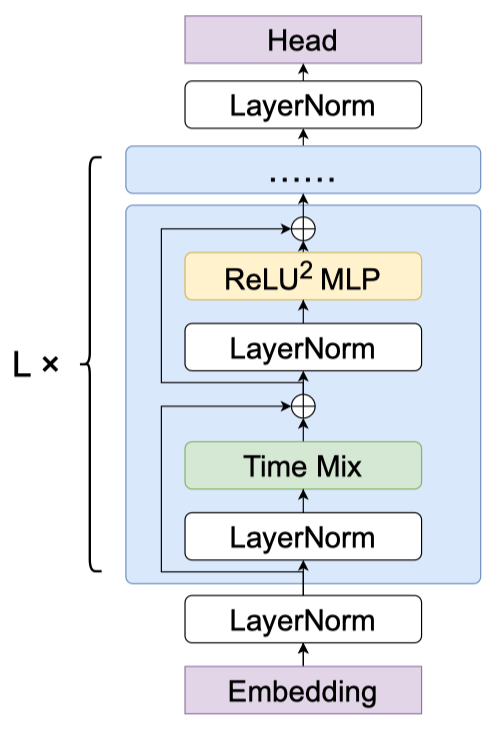 Head
LayerNorm
......
ReLU² MLP
LayerNorm
L ×
Time Mix
LayerNorm
LayerNorm
Embedding